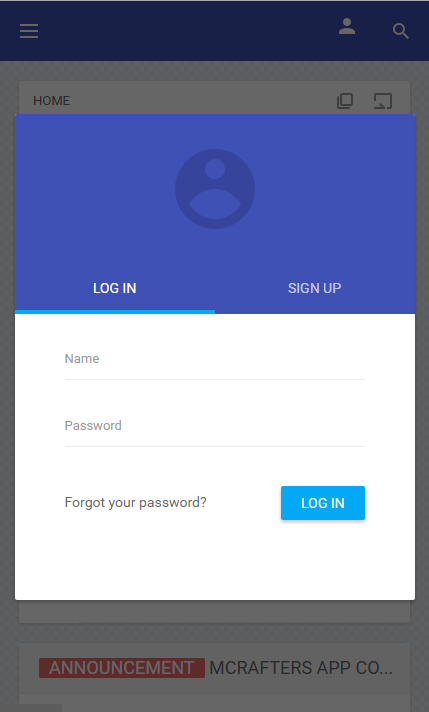 HOME
LOG IN
SIGN UP
Name
Password
Forgot your password?
LOG IN
ANNOUNCEMENT MCRAFTERS APP CO...